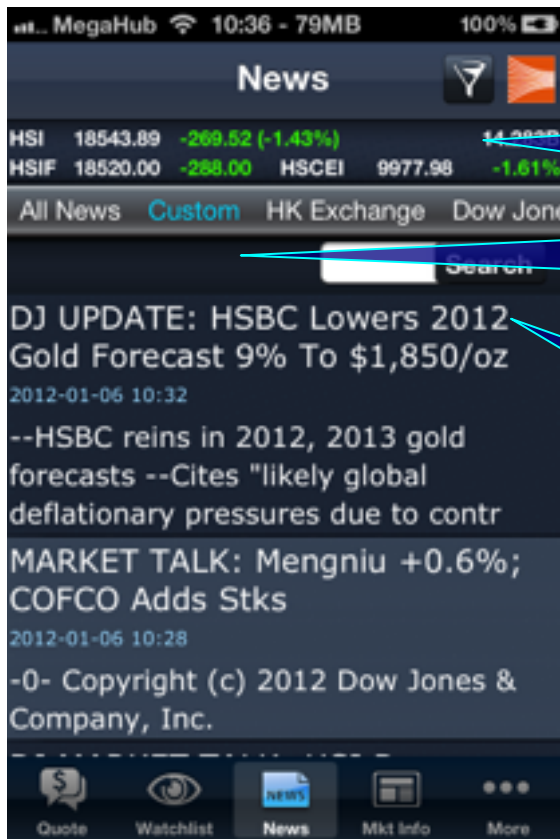 MegaHub 10:36 - 79MB 100%
News
HSI 18543.89 -269.52 (-1.43%) 14.283B
HSIF 18520.00 -288.00 HSCEI 9977.98 -1.61%
All News Custom HK Exchange Dow Jone
Search
DJ UPDATE: HSBC Lowers 2012
Gold Forecast 9% To $1,850/oz
2012-01-06 10:32
--HSBC reins in 2012, 2013 gold
forecasts --Cites "likely global
deflationary pressures due to contr
MARKET TALK: Mengniu +0.6%;
COFCO Adds Stks
2012-01-06 10:28
-0- Copyright (c) 2012 Dow Jones &
Company, Inc.
NEWS
Quote Watchlist News Mkt Info More